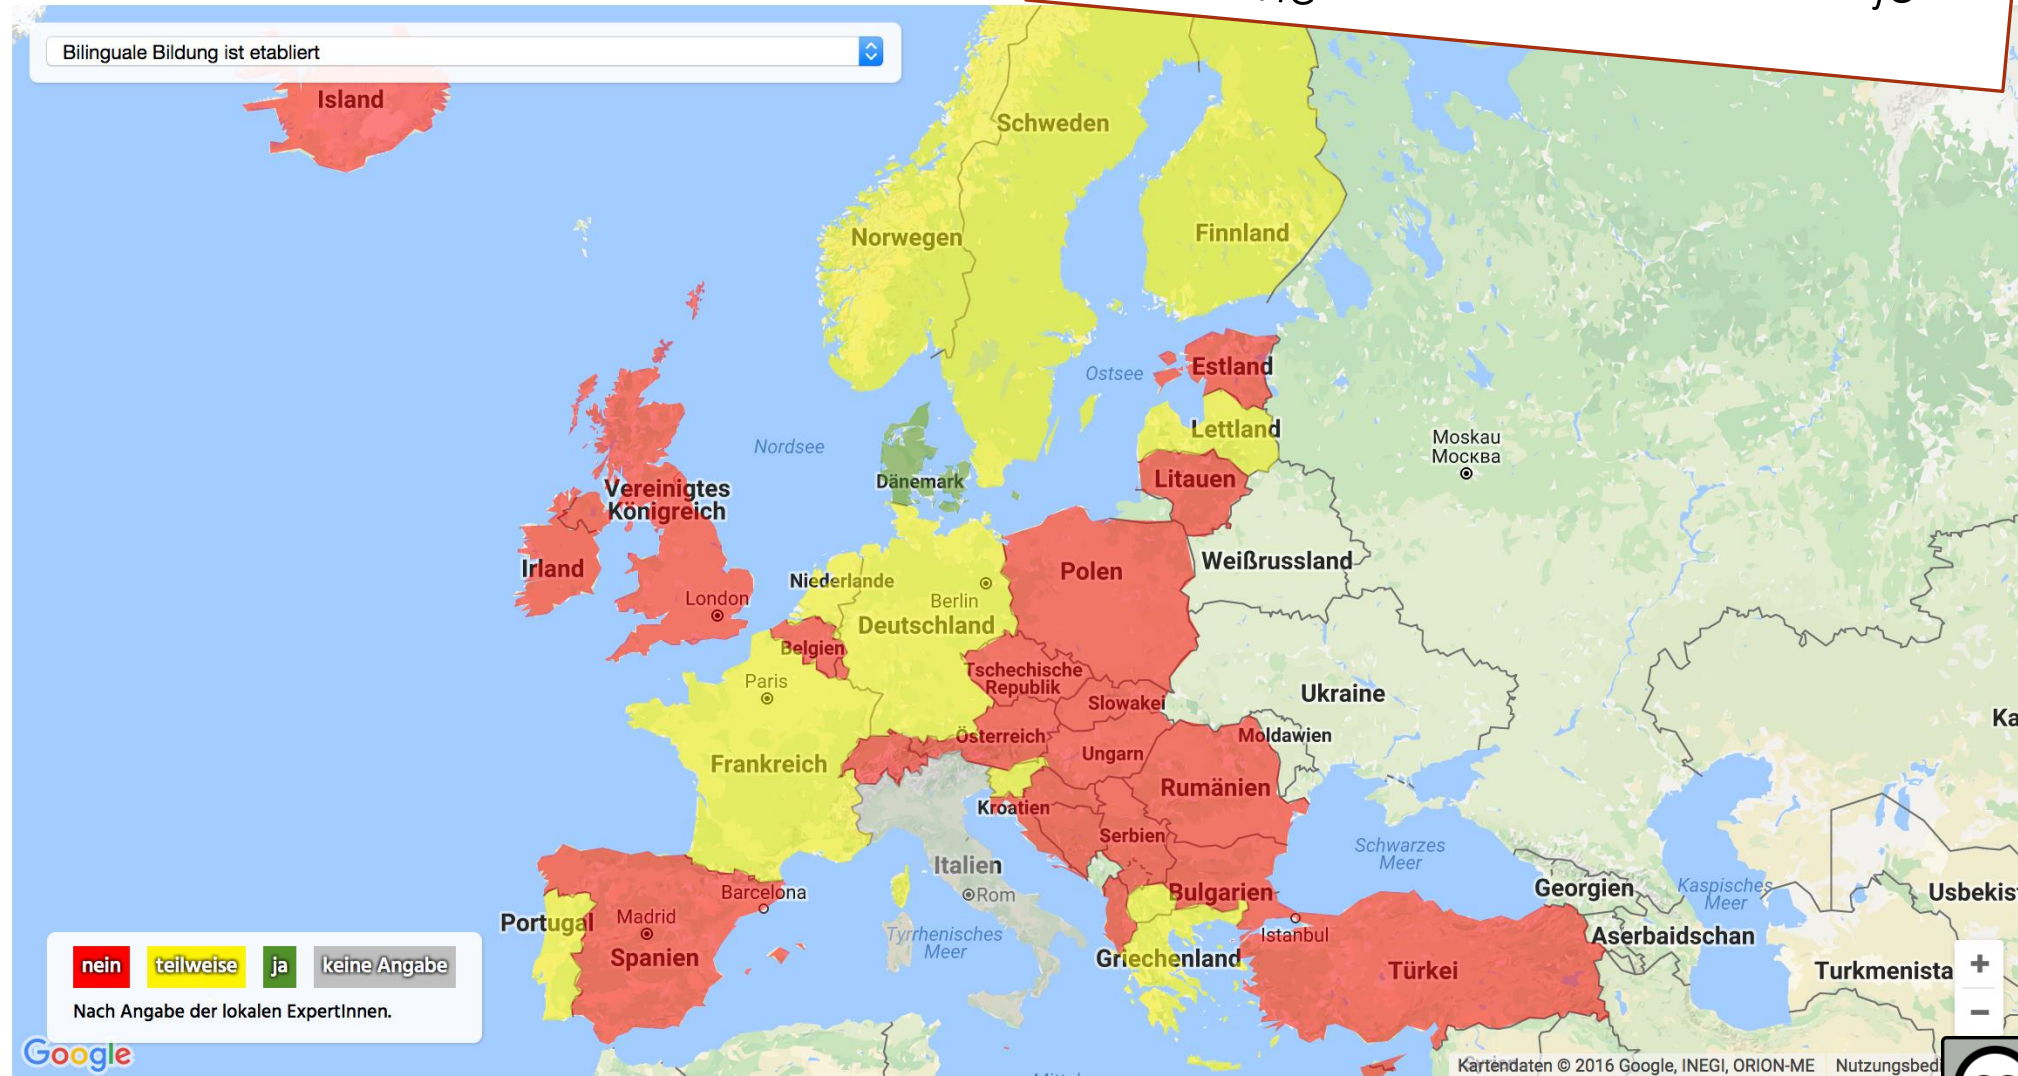 Bilinguale Bildung ist etabliert
Island
Schweden
Norwegen
Finnland
Estland
Ostsee
Lettland
Nordsee
Moskau
Москва
Dänemark
Litauen
Vereinigtes
Königreich
Irland
Weißrussland
Polen
Niederlande
Berlin
London
Deutschland
Belgien
Tschechische
Republik
Paris
Slowakei
Ukraine
Österreich
Moldawien
Ungarn
Frankreich
Rumänien
Kroatien
Serbien
Schwarzes
Meer
Italien
Rom
Barcelona
Bulgarien
Georgien
Kaspisches
Meer
Usbekis
Portugal
Madrid
Spanien
Tyrrhenisches
Meer
Griechenland
Istanbul
Aserbaidschan
Türkei
Turkmenista
Ka
nein teilweise ja keine Angabe
Nach Angabe der lokalen ExpertInnen.
+
−
Google
Kartendaten © 2016 Google, INEGI, ORION-ME Nutzungsbedi